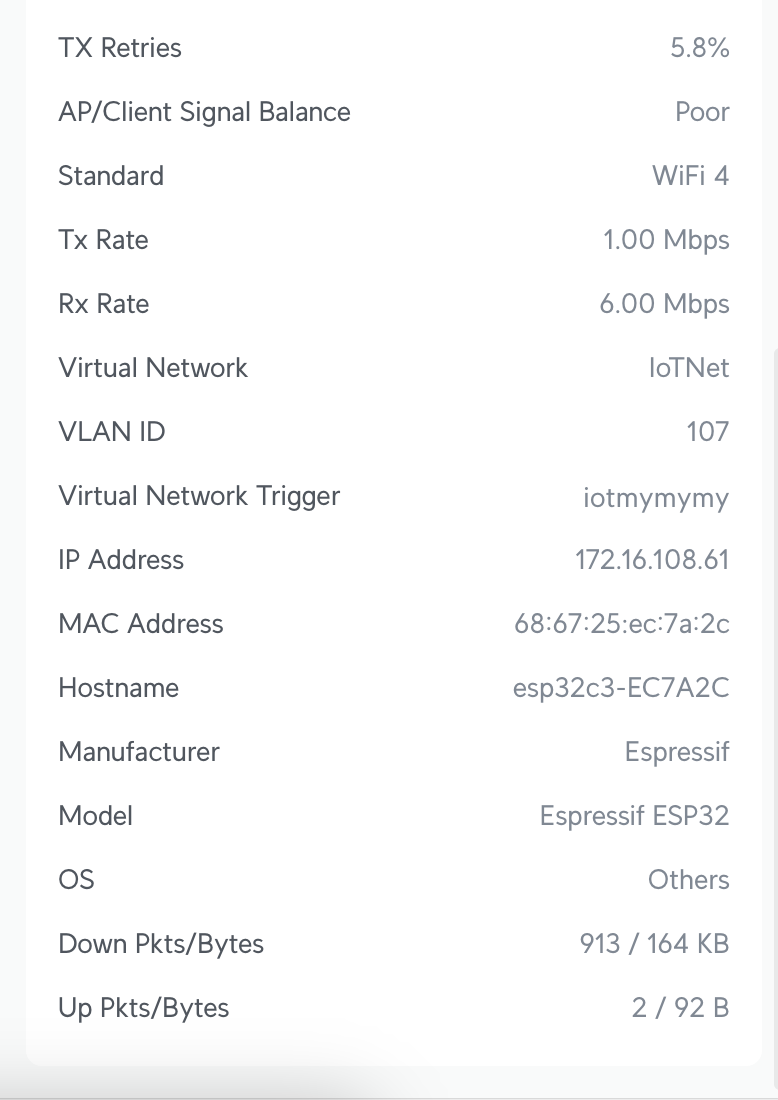 TX Retries 5.8%
AP/Client Signal Balance Poor
Standard WiFi 4
Tx Rate 1.00 Mbps
Rx Rate 6.00 Mbps
Virtual Network IoTNet
VLAN ID 107
Virtual Network Trigger iotmymymy
IP Address 172.16.108.61
MAC Address 68:67:25:ec:7a:2c
Hostname esp32c3-EC7A2C
Manufacturer Espressif
Model Espressif ESP32
OS Others
Down Pkts/Bytes 913 / 164 KB
Up Pkts/Bytes 2 / 92 B